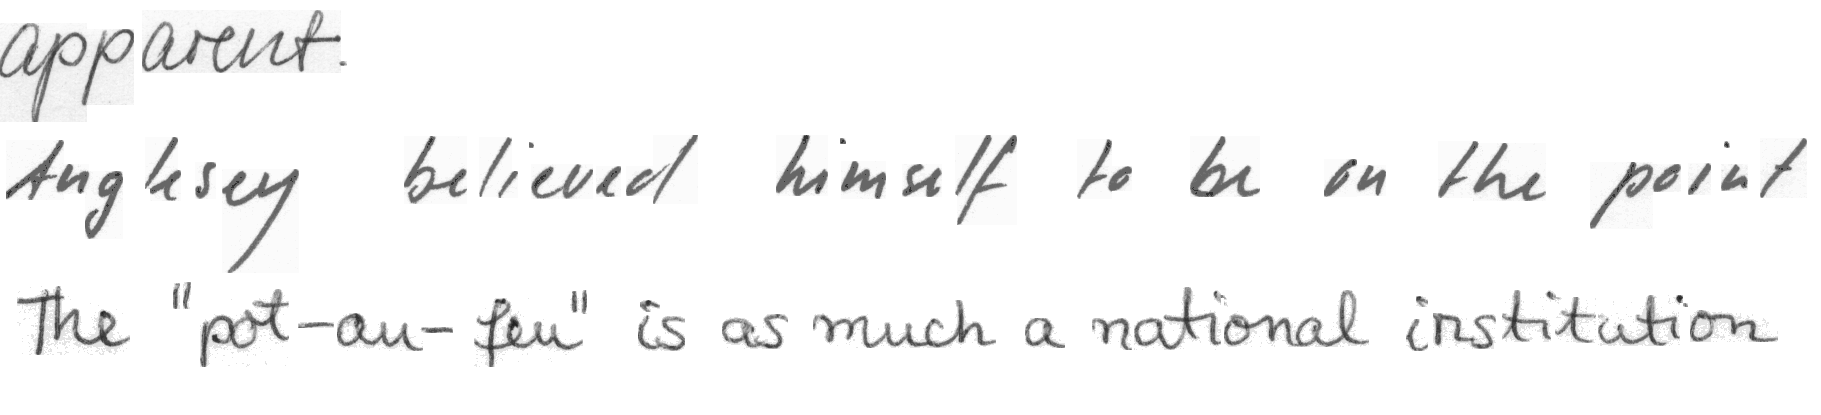 apparent.
Anglesey believed himself to be on the point
The "pot-au-feu" is as much a national institution